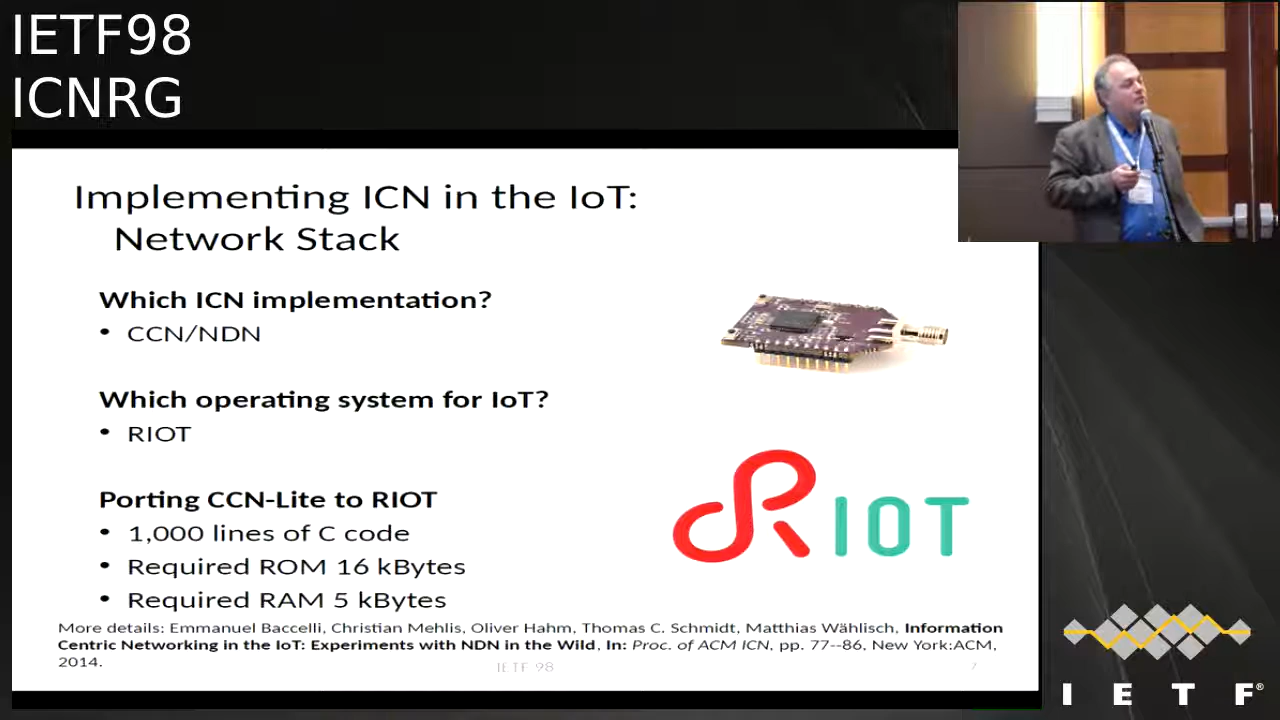 IETF98
ICNRG
Implementing ICN in the IoT:
Network Stack
Which ICN implementation?
• CCN/NDN
Which operating system for IoT?
• RIOT
Porting CCN-Lite to RIOT
• 1,000 lines of C code
• Required ROM 16 kBytes
• Required RAM 5 kBytes
RIOT
More details: Emmanuel Baccelli, Christian Mehlis, Oliver Hahm, Thomas C. Schmidt, Matthias Wählisch, Information
Centric Networking in the IoT: Experiments with NDN in the Wild, In: Proc. of ACM ICN, pp. 77--86, New York:ACM,
2014.
IETF 98
7
I E T F®